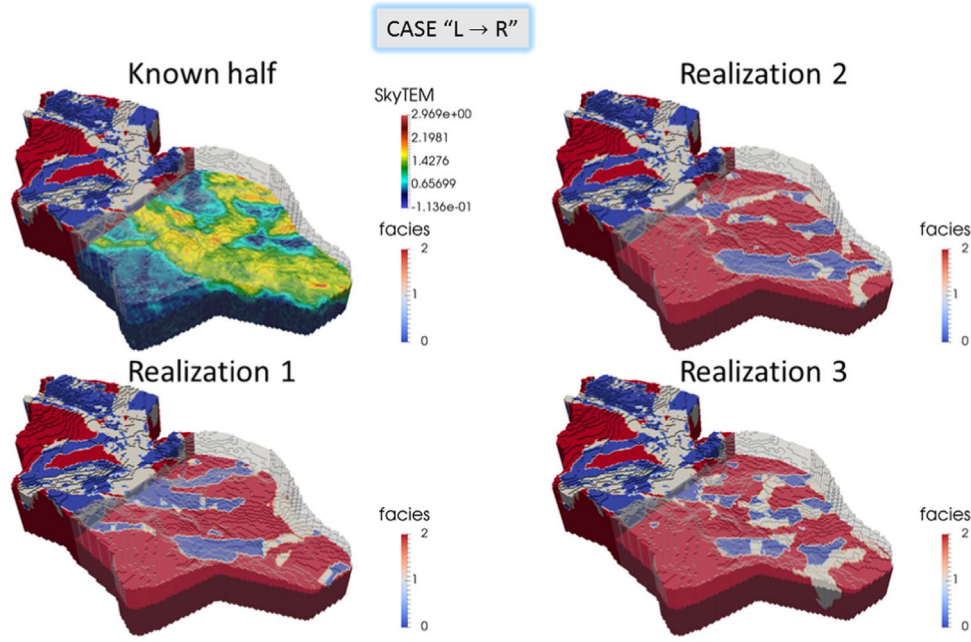 CASE “L → R”
Known half
SkyTEM
2.969e+00
2.1981
1.4276
0.65699
-1.136e-01
facies
2
1
0
Realization 2
facies
2
1
0
Realization 1
facies
2
1
0
Realization 3
facies
2
1
0